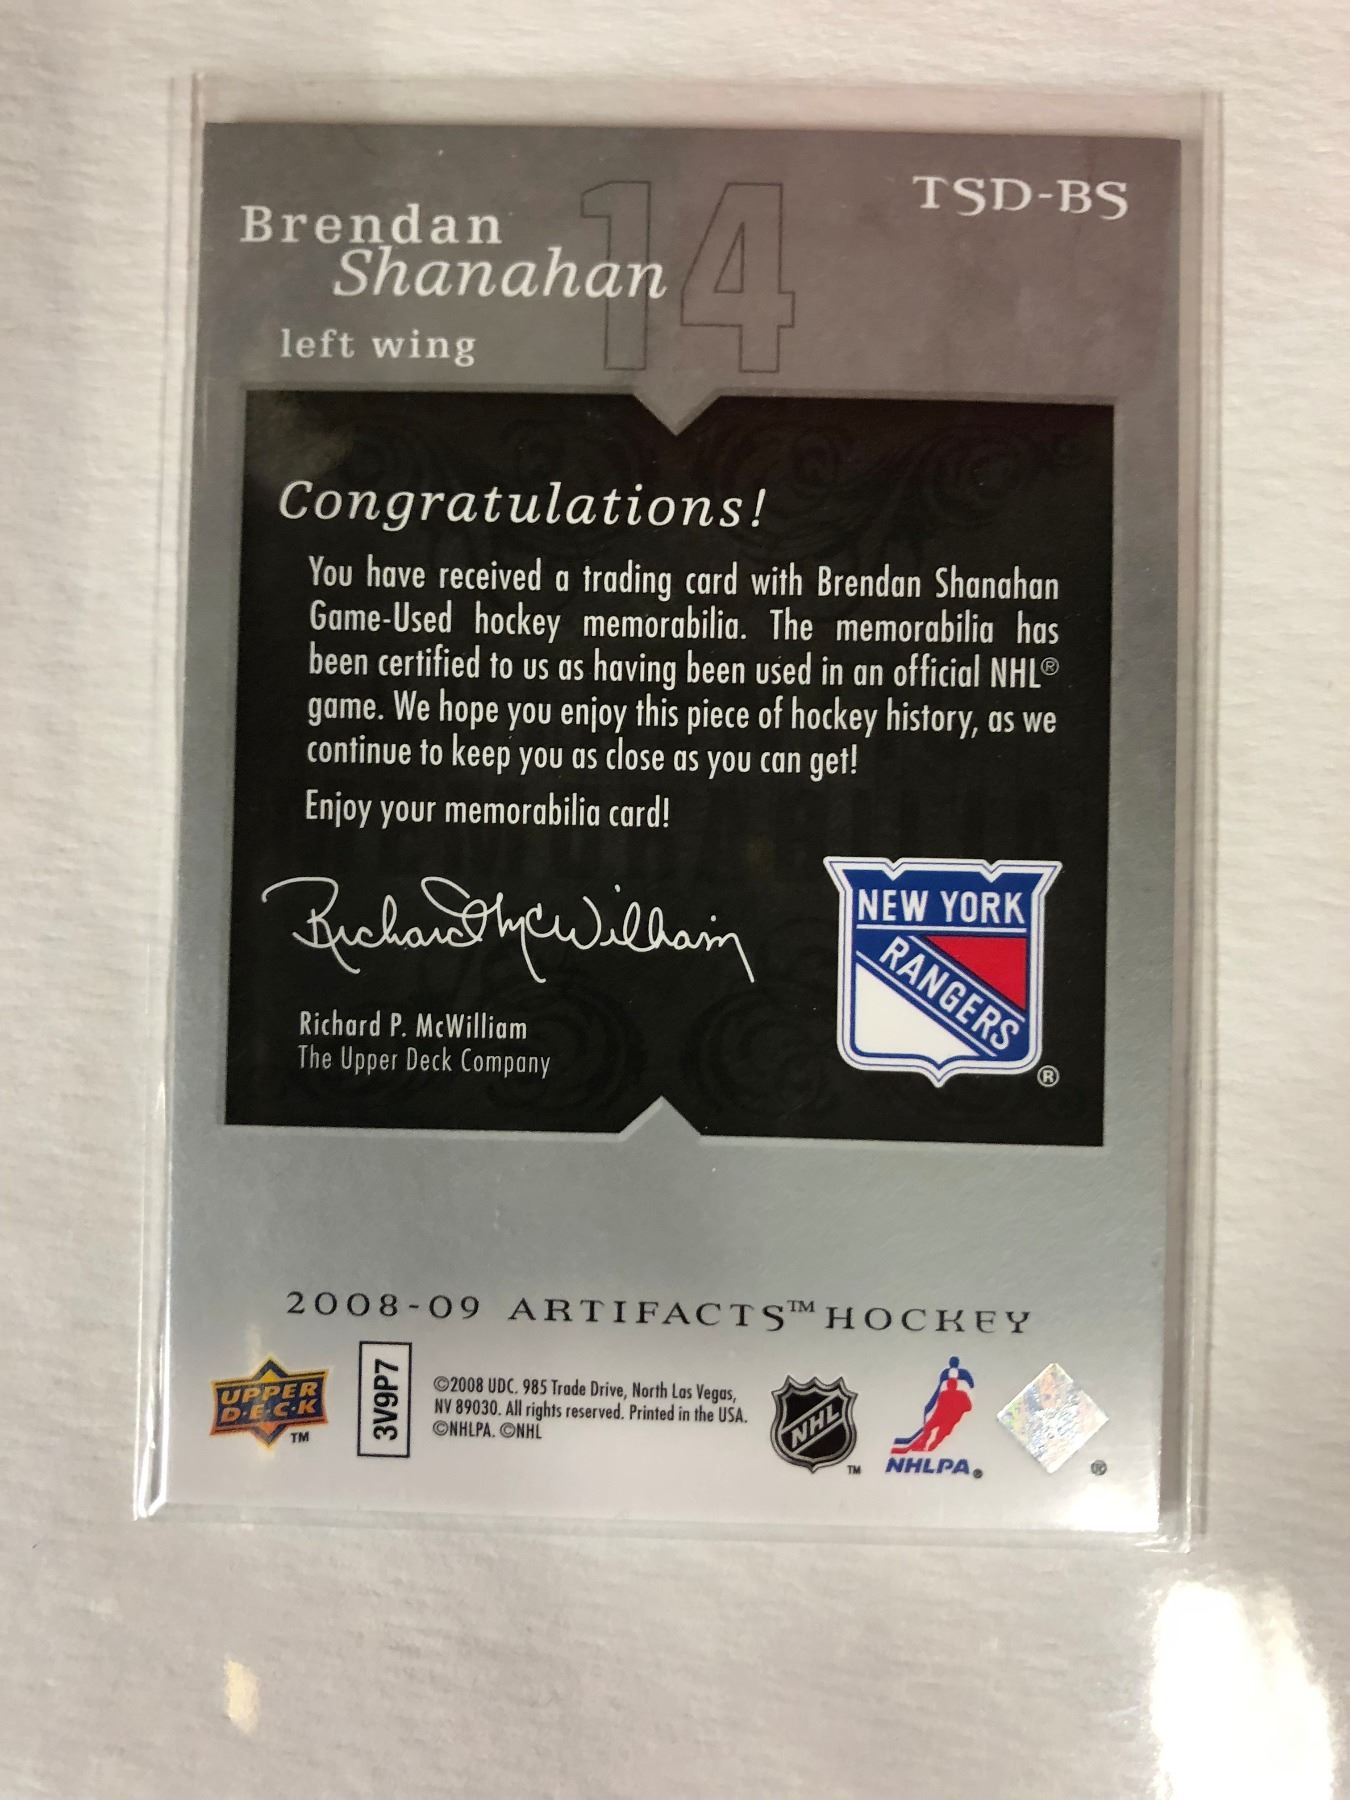 TSD-BS
14
Brendan
Shanahan
left wing
Congratulations!
You have received a trading card with Brendan Shanahan
Game-Used hockey memorabilia. The memorabilia has
been certified to us as having been used in an official NHL®
game. We hope you enjoy this piece of hockey history, as we
continue to keep you as close as you can get!
Enjoy your memorabilia card!
Richard McWilliam
Richard P. McWilliam
The Upper Deck Company
NEW YORK
RANGERS
®
2008-09 ARTIFACTS™ HOCKEY
UPPER
D·E·C·K
TM
3V9P7
©2008 UDC. 985 Trade Drive, North Las Vegas,
NV 89030. All rights reserved. Printed in the USA.
©NHLPA. ©NHL
NHL
TM
NHLPA®
®